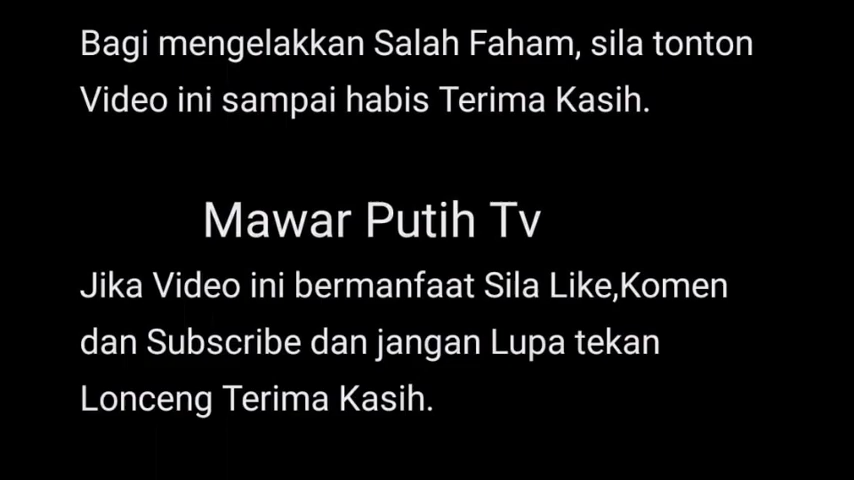 Bagi mengelakkan Salah Faham, sila tonton
Video ini sampai habis Terima Kasih.
Mawar Putih Tv
Jika Video ini bermanfaat Sila Like,Komen
dan Subscribe dan jangan Lupa tekan
Lonceng Terima Kasih.